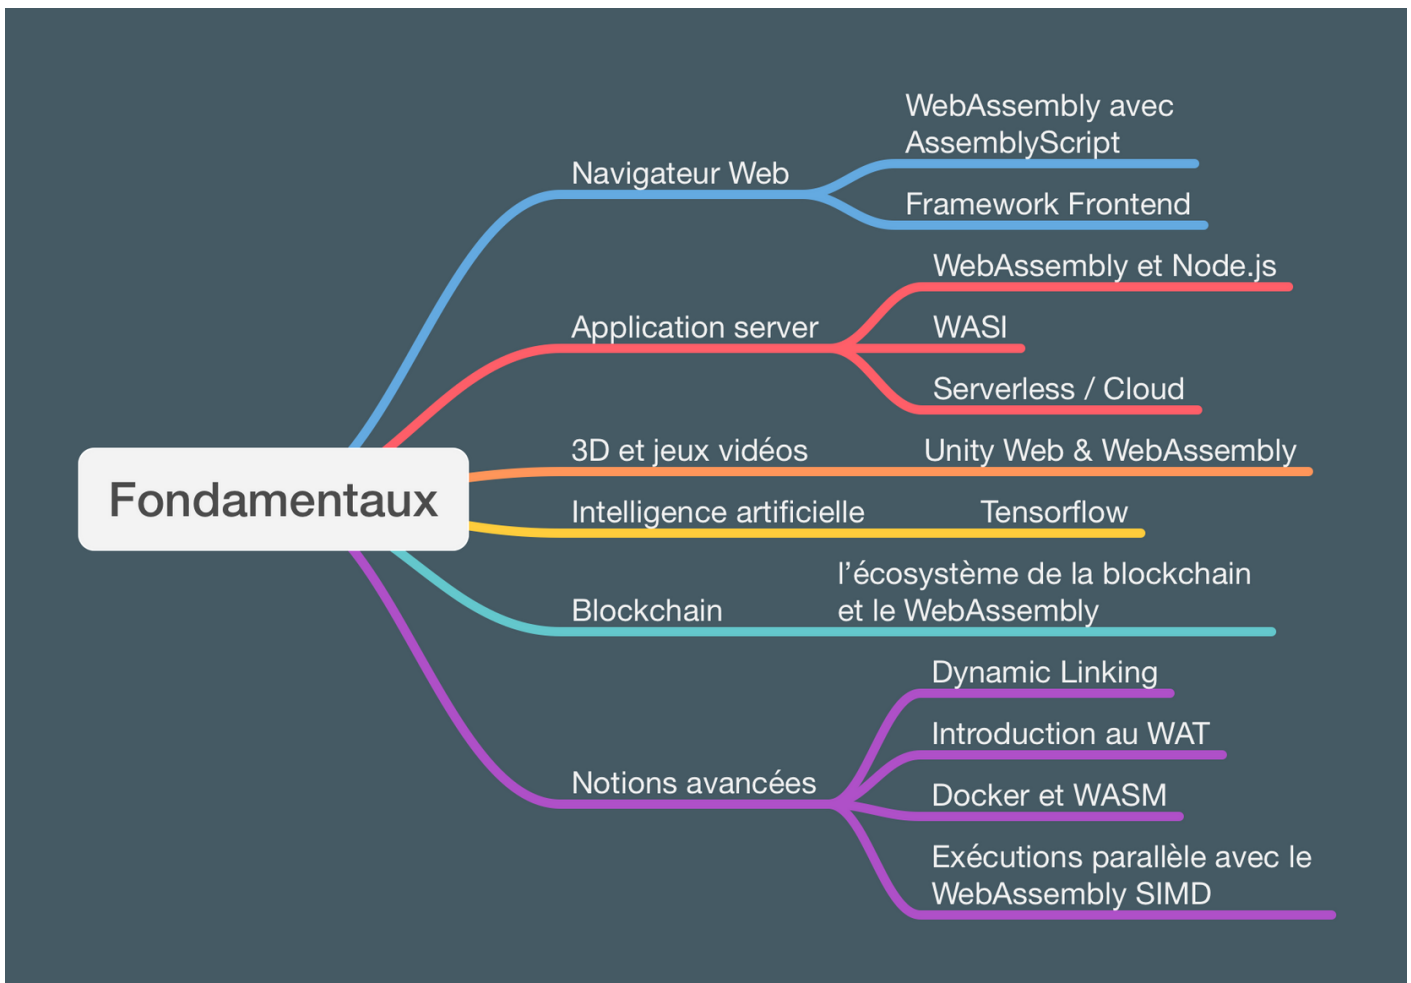 Fondamentaux
Navigateur Web
WebAssembly avec
AssemblyScript
Framework Frontend
Application server
WebAssembly et Node.js
WASI
Serverless / Cloud
3D et jeux vidéos
Unity Web & WebAssembly
Intelligence artificielle
Tensorflow
Blockchain
l’écosystème de la blockchain
et le WebAssembly
Notions avancées
Dynamic Linking
Introduction au WAT
Docker et WASM
Exécutions parallèle avec le
WebAssembly SIMD